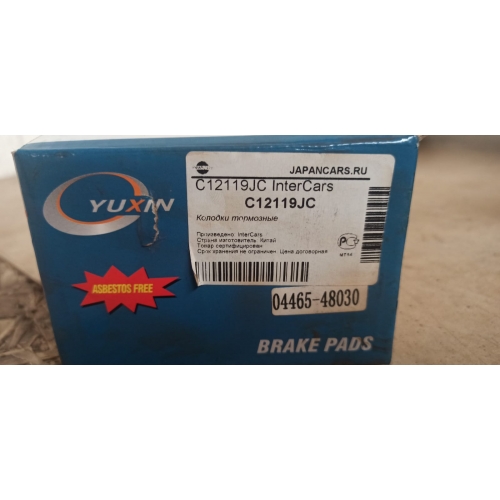 JAPANCARS.RU
C12119JC InterCars
C12119JC
Колодки тормозные
Произведено InterCars
Страна изготовитель Китай
Товар сертифицирован
Срок хранения не ограничен. Цена договорная
YUXIN
ASBESTOS FREE
04465-48030
BRAKE PADS